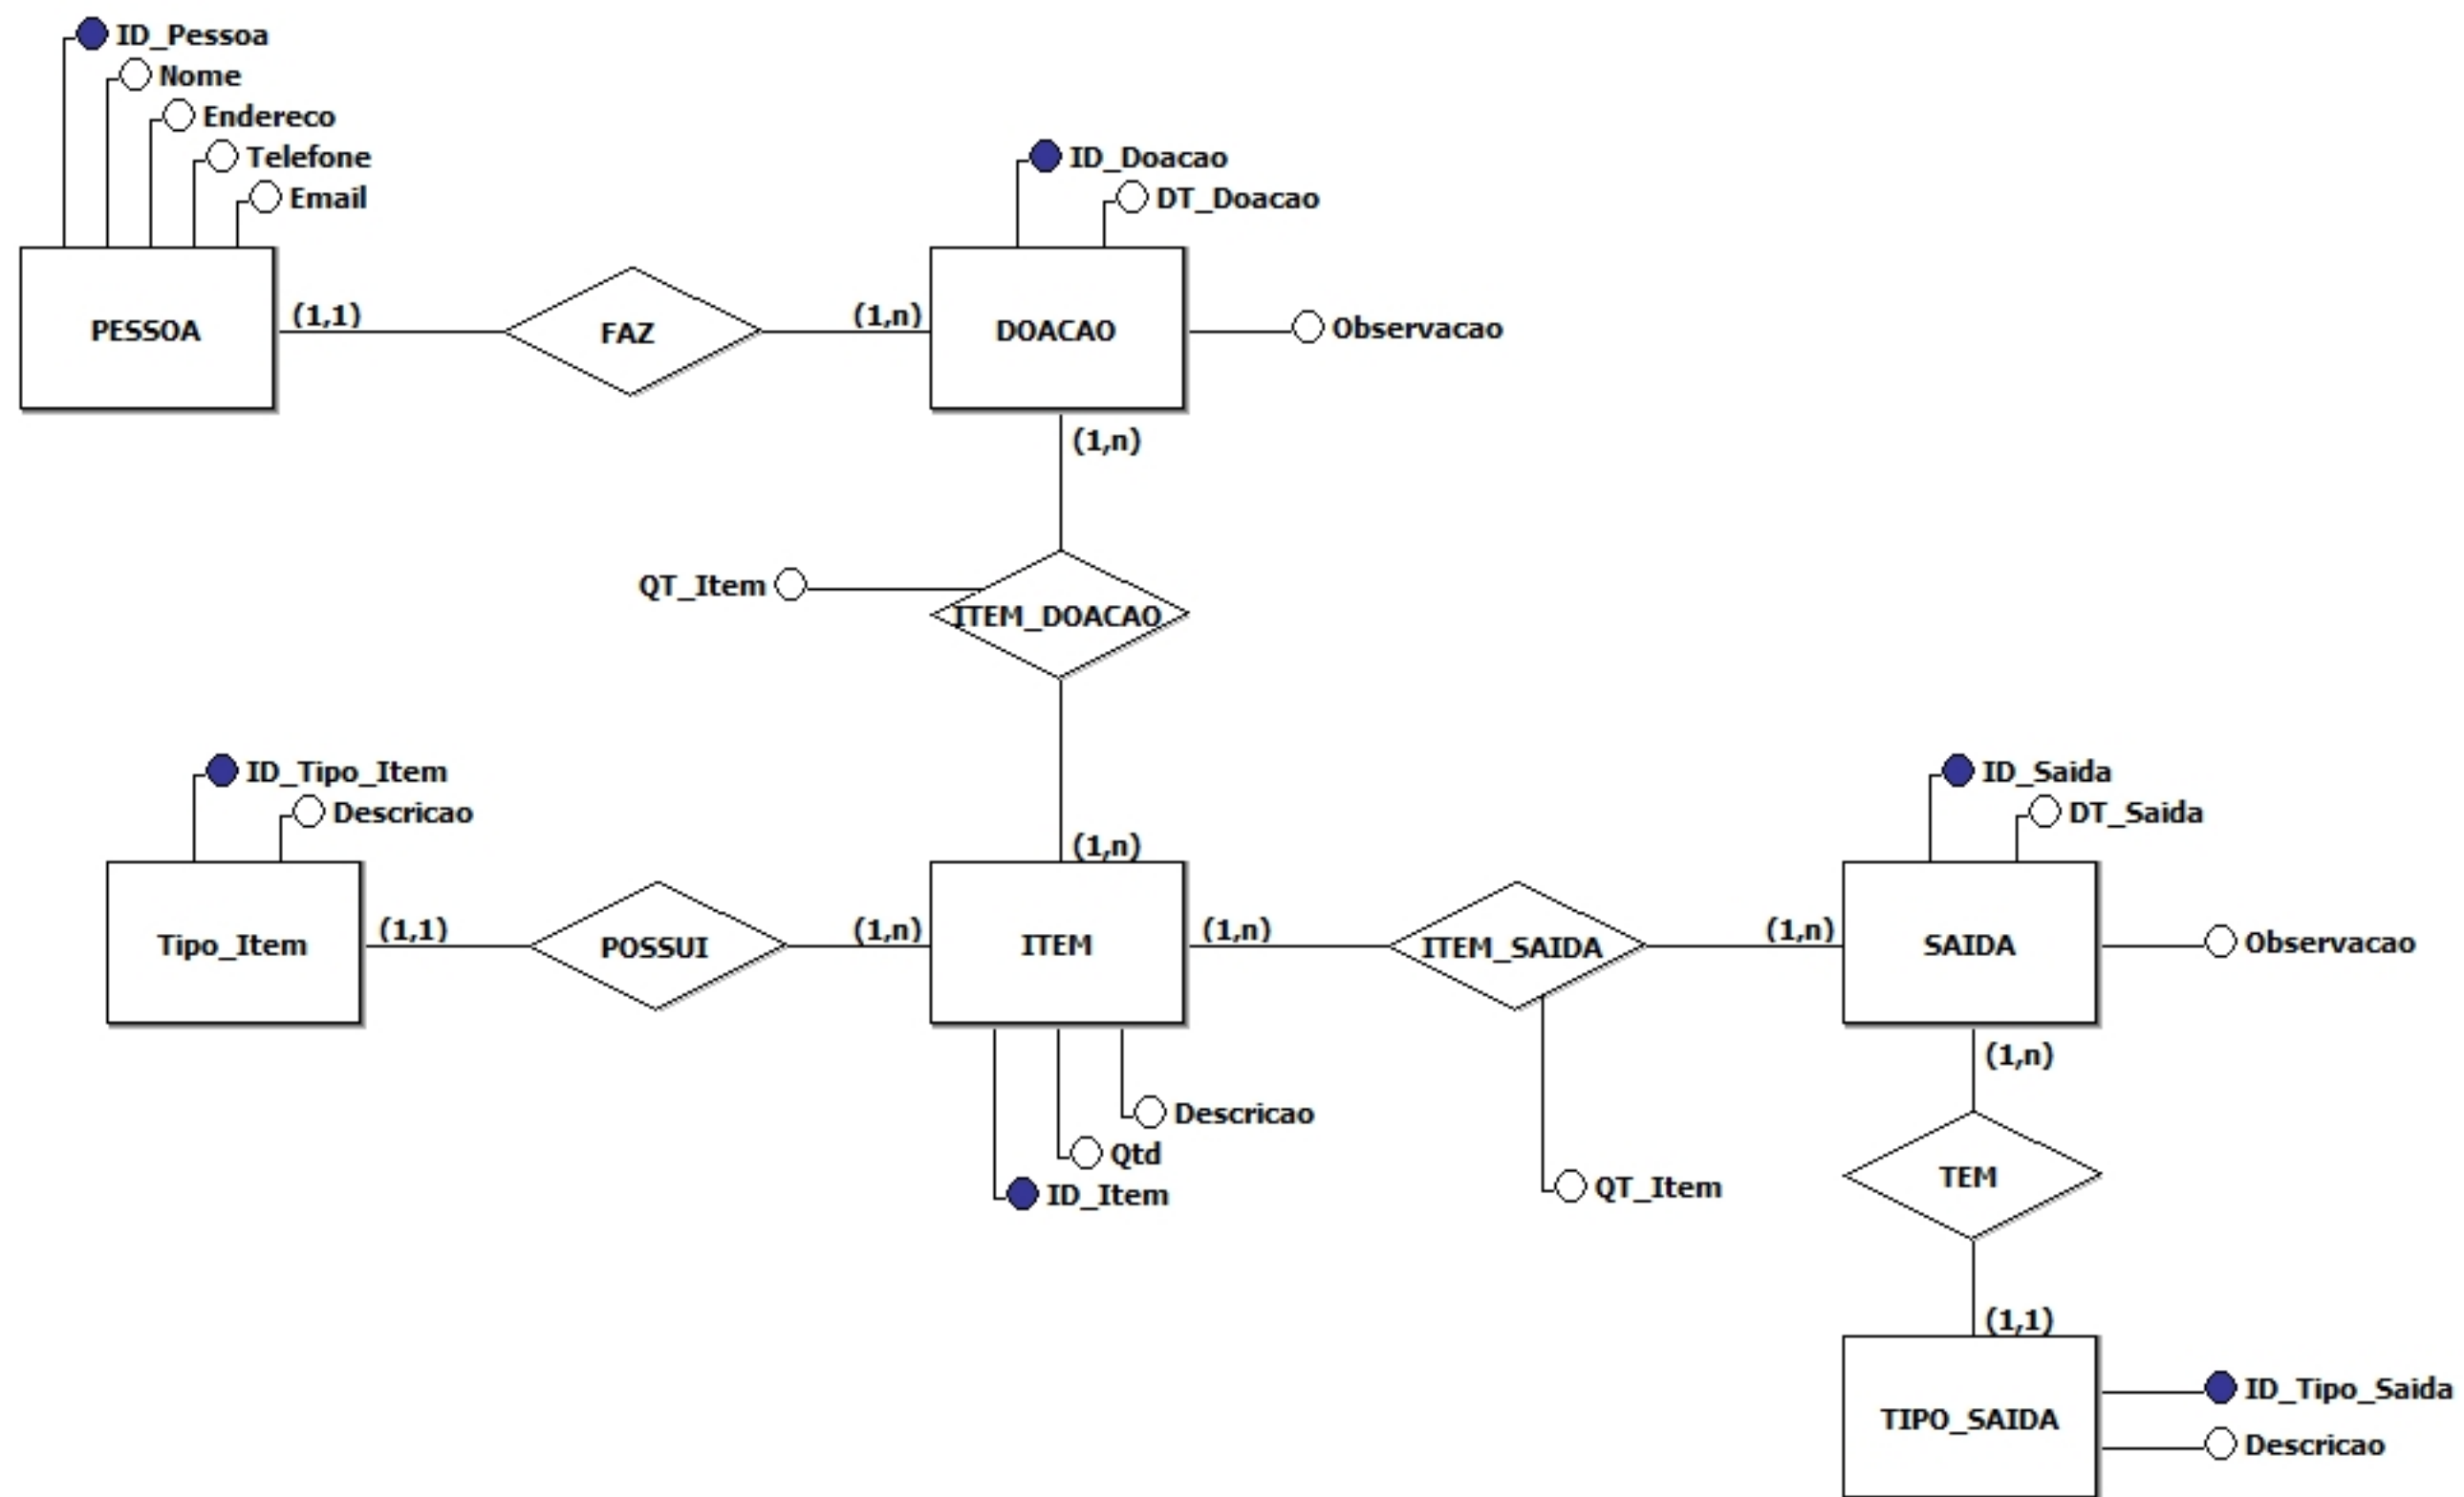 ID_Pessoa
Nome
Endereco
Telefone
Email
ID_Doacao
DT_Doacao
PESSOA
(1,1)
FAZ
(1,n)
DOACAO
Observacao
(1,n)
QT_Item
ITEM_DOACAO
ID_Tipo_Item
Descricao
(1,n)
ID_Saida
DT_Saida
Tipo_Item
(1,1)
POSSUI
(1,n)
ITEM
(1,n)
ITEM_SAIDA
(1,n)
SAIDA
Observacao
(1,n)
Descricao
Qtd
ID_Item
QT_Item
TEM
(1,1)
TIPO_SAIDA
ID_Tipo_Saida
Descricao